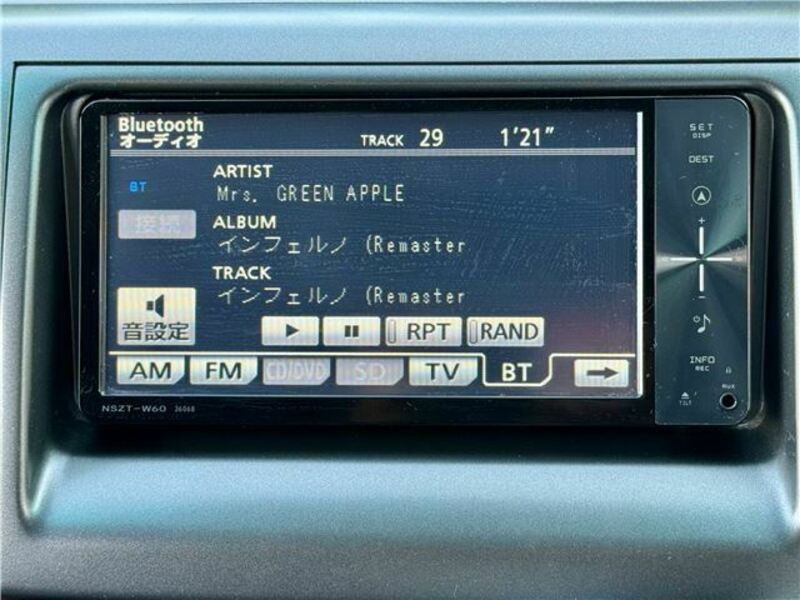 Bluetooth
オーディオ
TRACK 29 1'21"
ARTIST
BT
Mrs. GREEN APPLE
接続
ALBUM
インフェルノ (Remaster
TRACK
インフェルノ (Remaster
音設定
RPT
RAND
AM FM CD/DVD SD TV BT
NSZT-W60 26068
SET
DISP
DEST
+
−
INFO
REC
AUX
TILT